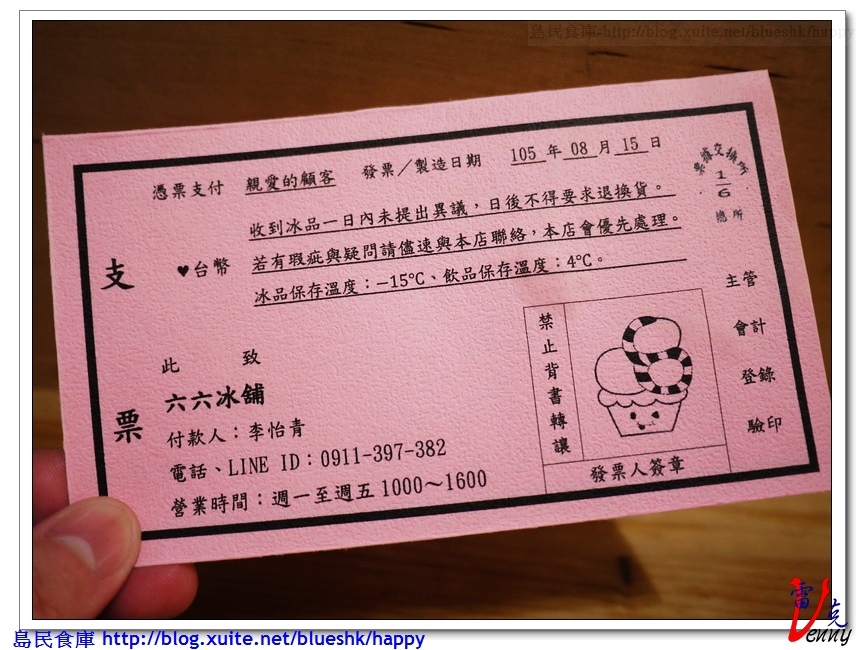 島民食庫-http://blog.xuite.net/blueshk/happy
憑票支付 親愛的顧客 發票／製造日期 105 年 08 月 15 日
票據交換章
1/6
總所
收到冰品一日內未提出異議，日後不得要求退換貨。
若有瑕疵與疑問請儘速與本店聯絡，本店會優先處理。
冰品保存溫度：−15℃、飲品保存溫度：4℃。
♥台幣
支票
此 致
六六冰舖
付款人：李怡青
電話、LINE ID：0911-397-382
營業時間：週一至週五 1000～1600
禁止背書轉讓
發票人簽章
主管
會計
登錄
驗印
島民食庫 http://blog.xuite.net/blueshk/happy
雷克
Venny